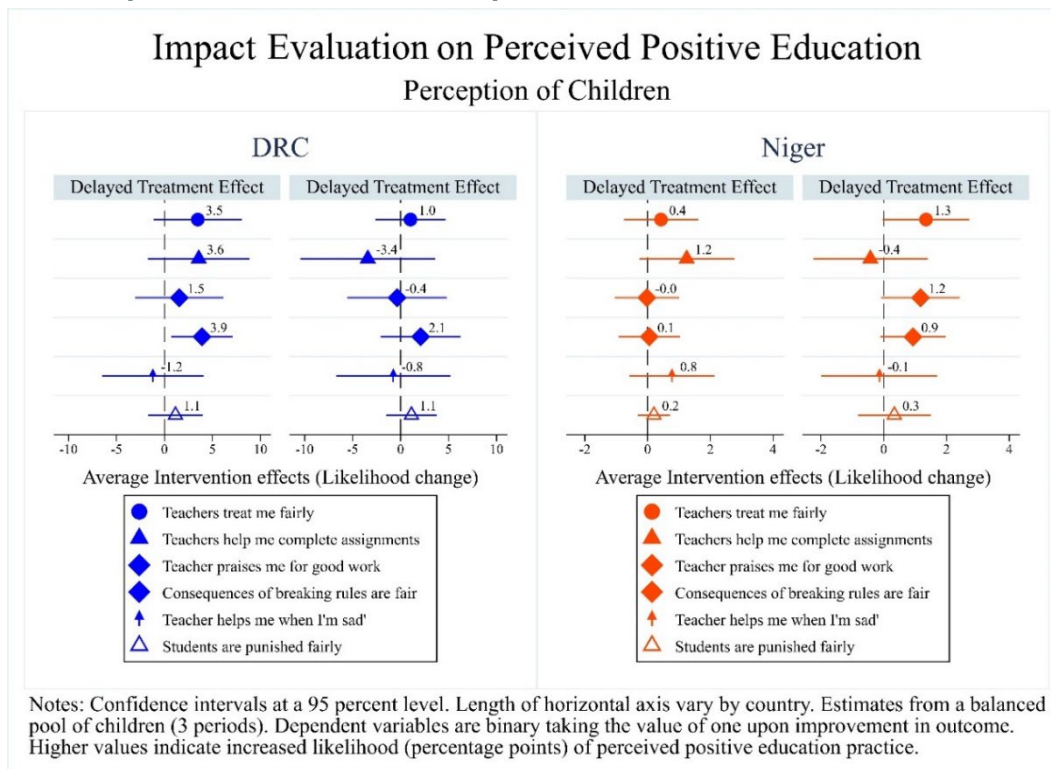 Impact Evaluation on Perceived Positive Education
Perception of Children
DRC
Delayed Treatment Effect
3.5
3.6
1.5
3.9
-1.2
1.1
-10 -5 0 5 10
Delayed Treatment Effect
1.0
-3.4
-0.4
2.1
-0.8
1.1
-10 -5 0 5 10
Average Intervention effects (Likelihood change)
Teachers treat me fairly
Teachers help me complete assignments
Teacher praises me for good work
Consequences of breaking rules are fair
Teacher helps me when I'm sad'
Students are punished fairly
Niger
Delayed Treatment Effect
0.4
1.2
-0.0
0.1
0.8
0.2
-2 0 2 4
Delayed Treatment Effect
1.3
-0.4
1.2
0.9
-0.1
0.3
-2 0 2 4
Average Intervention effects (Likelihood change)
Teachers treat me fairly
Teachers help me complete assignments
Teacher praises me for good work
Consequences of breaking rules are fair
Teacher helps me when I'm sad'
Students are punished fairly
Notes: Confidence intervals at a 95 percent level. Length of horizontal axis vary by country. Estimates from a balanced
pool of children (3 periods). Dependent variables are binary taking the value of one upon improvement in outcome.
Higher values indicate increased likelihood (percentage points) of perceived positive education practice.